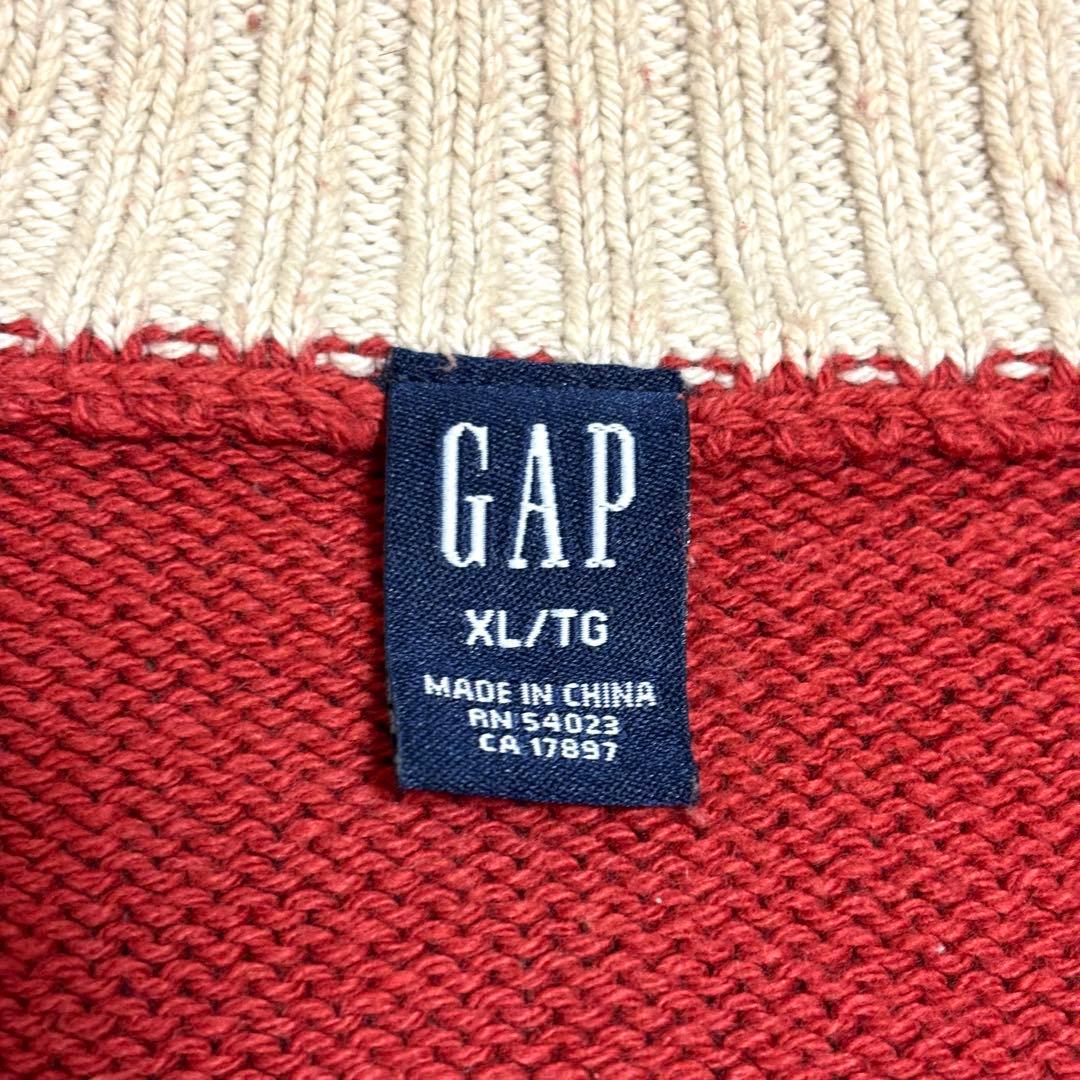 GAP
XL/TG
MADE IN CHINA
RN 54023
CA 17897